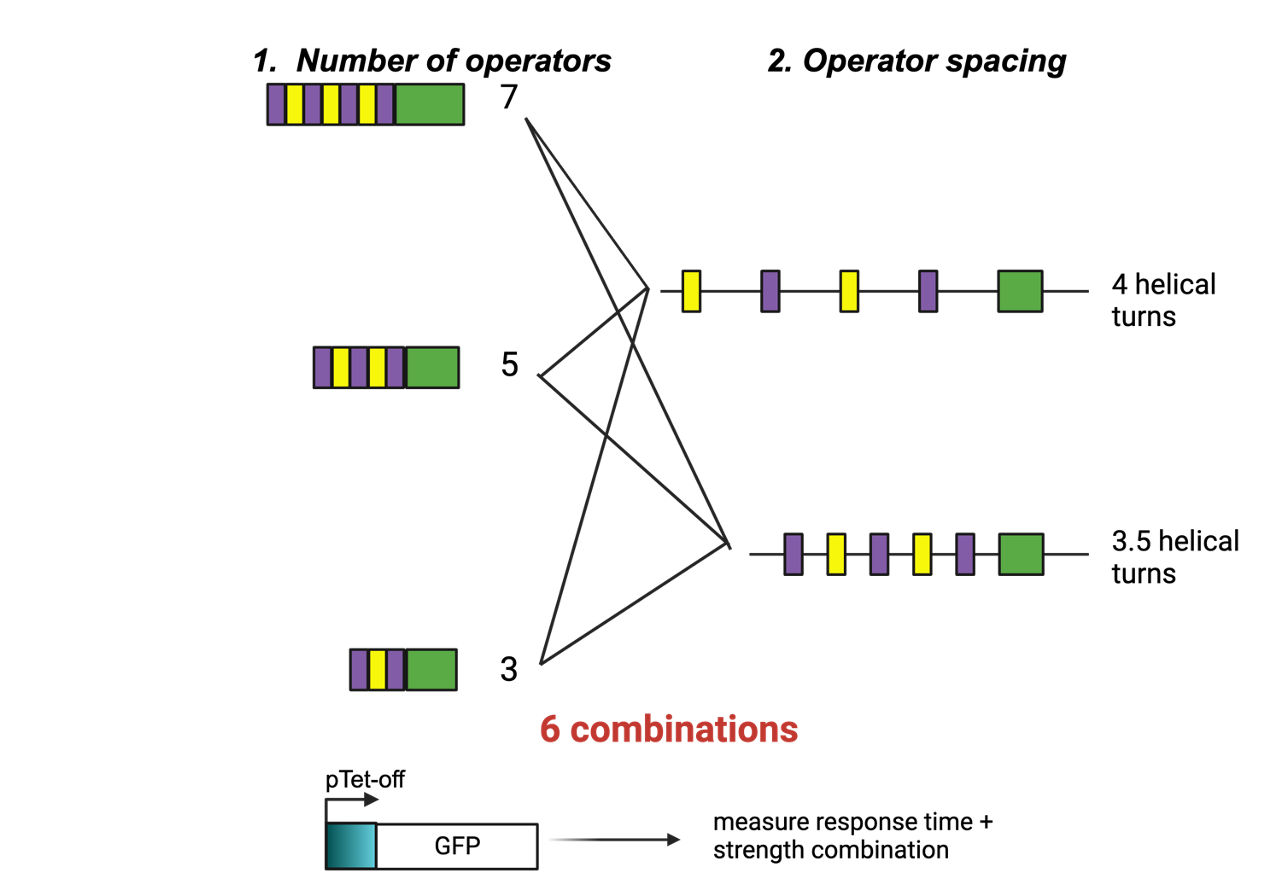 1. Number of operators
2. Operator spacing
7
4 helical
turns
5
3.5 helical
turns
3
6 combinations
pTet-off
GFP
measure response time +
strength combination